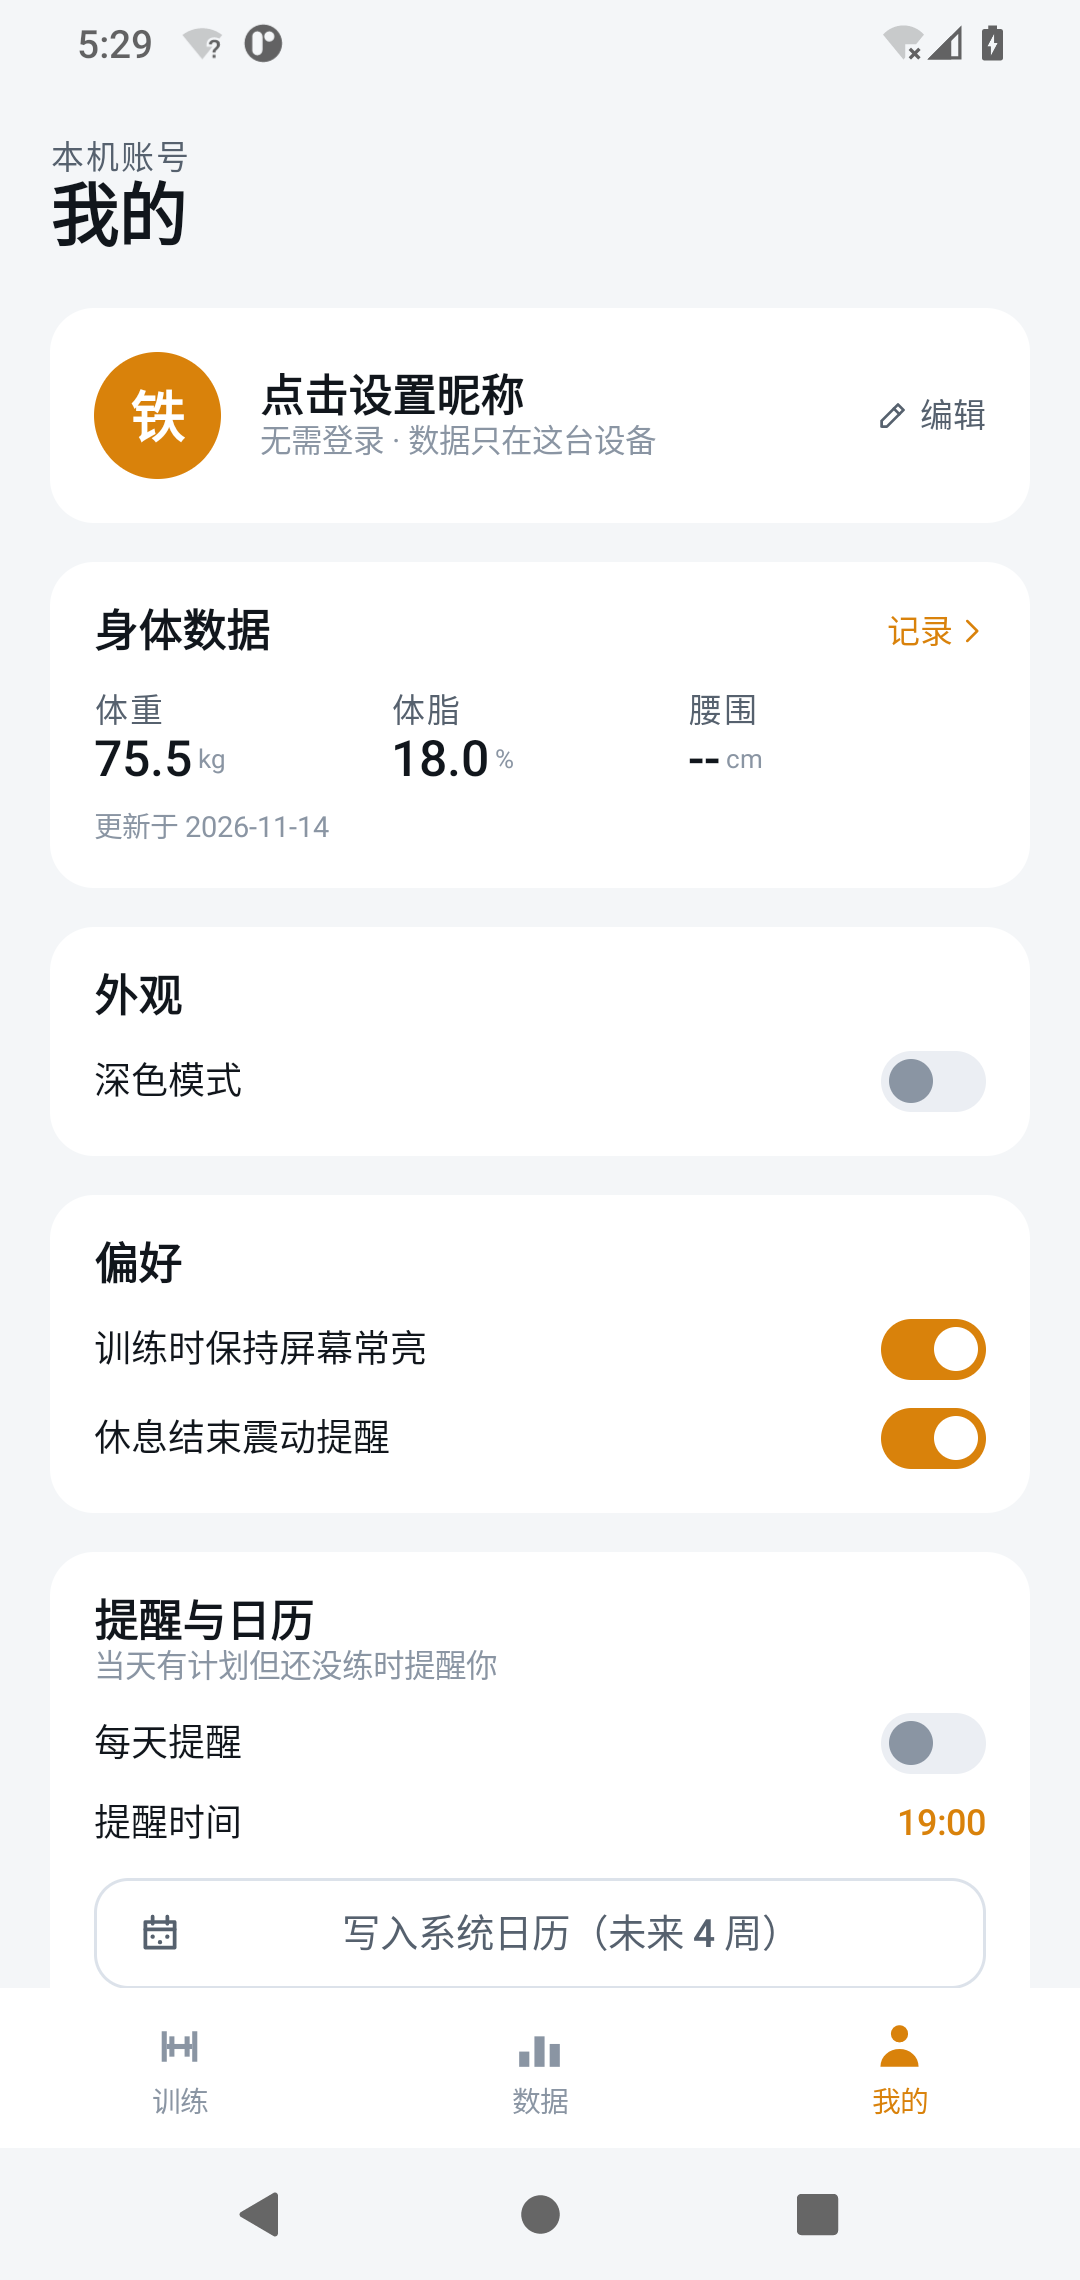 5:29
本机账号
我的
铁
点击设置昵称
无需登录 · 数据只在这台设备
编辑
身体数据
记录
体重
体脂
腰围
75.5 kg
18.0 %
-- cm
更新于 2026-11-14
外观
深色模式
偏好
训练时保持屏幕常亮
休息结束震动提醒
提醒与日历
当天有计划但还没练时提醒你
每天提醒
提醒时间
19:00
写入系统日历（未来 4 周）
训练
数据
我的